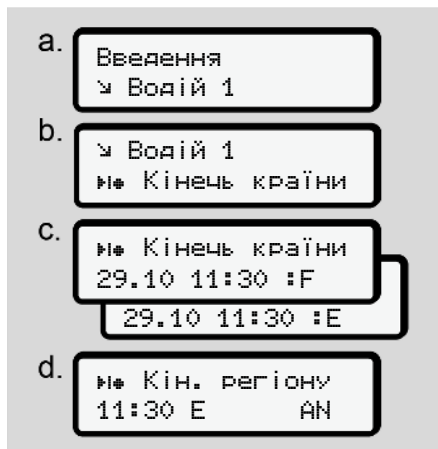 a.
Введення
↘ Водій 1
b.
↘ Водій 1
Кінець країни
c.
Кінець країни
29.10 11:30 :F
29.10 11:30 :E
d.
Кін. регіону
11:30 E AN